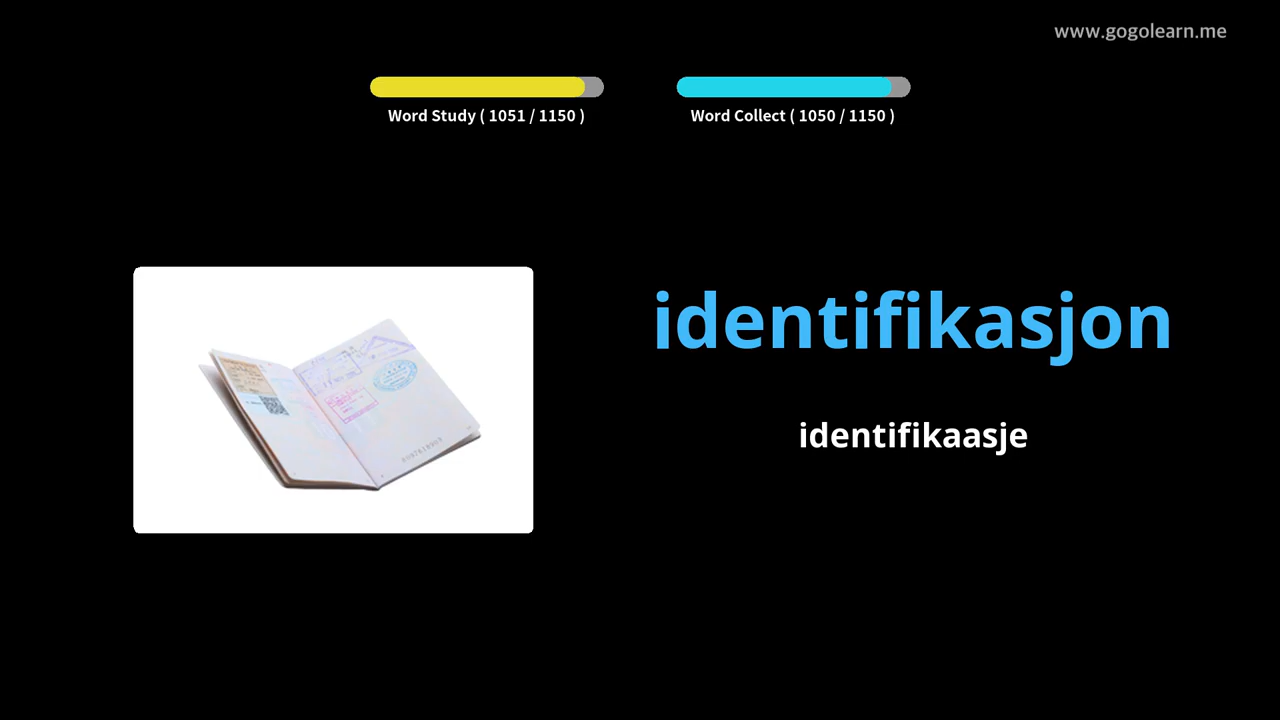 www.gogolearn.me
Word Study ( 1051 / 1150 )
Word Collect ( 1050 / 1150 )
identifikasjon
identifikaasje